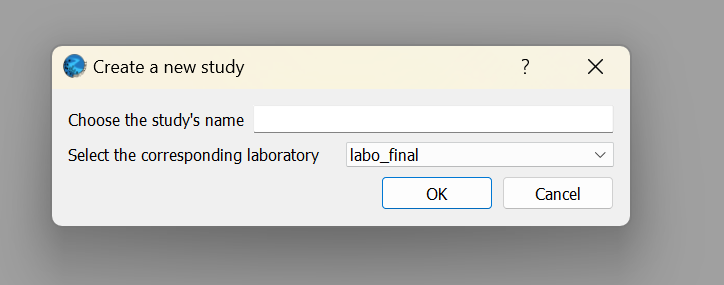 Create a new study ?
Choose the study's name
Select the corresponding laboratory labo_final
OK Cancel